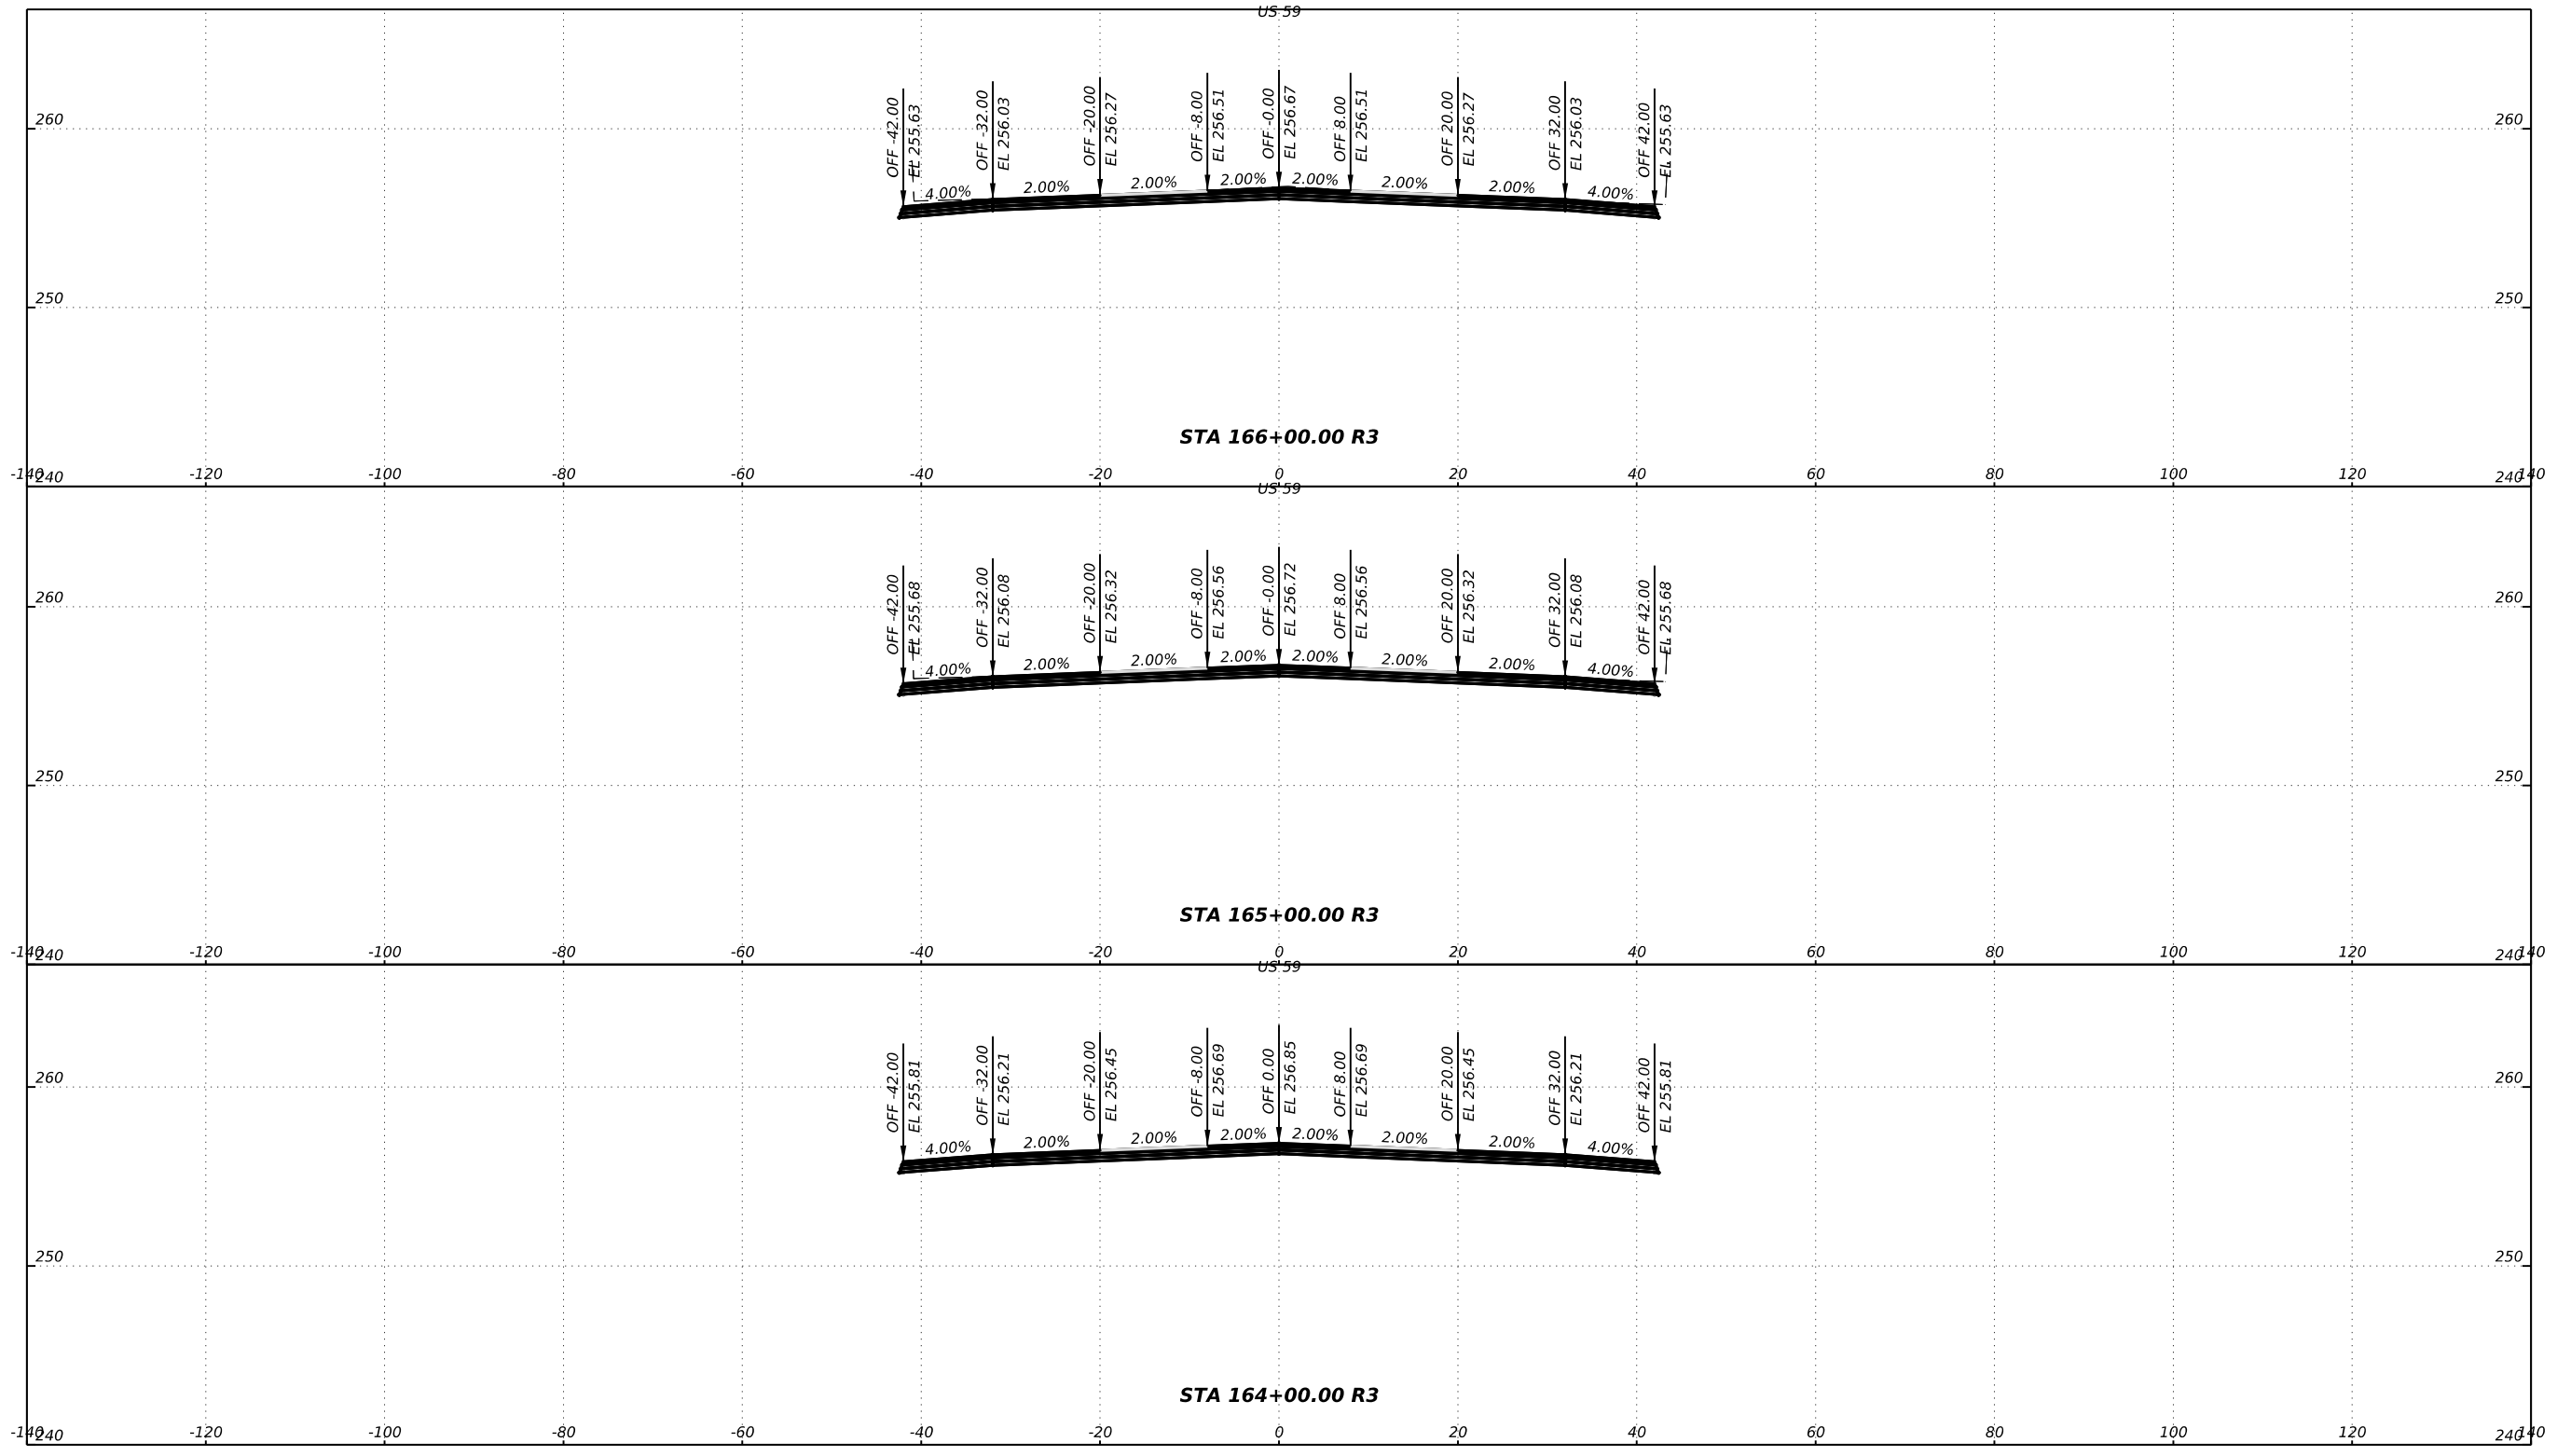 US 59
OFF -42.00
EL 255.63
OFF -32.00
EL 256.03
OFF -20.00
EL 256.27
OFF -8.00
EL 256.51
OFF -0.00
EL 256.67
OFF 8.00
EL 256.51
OFF 20.00
EL 256.27
OFF 32.00
EL 256.03
OFF 42.00
EL 255.63
260 260
4.00% 2.00% 2.00% 2.00% 2.00% 2.00% 2.00% 4.00%
250 250
STA 166+00.00 R3
-140 -120 -100 -80 -60 -40 -20 0 20 40 60 80 100 120 140
240 240
US 59
OFF -42.00
EL 255.68
OFF -32.00
EL 256.08
OFF -20.00
EL 256.32
OFF -8.00
EL 256.56
OFF -0.00
EL 256.72
OFF 8.00
EL 256.56
OFF 20.00
EL 256.32
OFF 32.00
EL 256.08
OFF 42.00
EL 255.68
260 260
4.00% 2.00% 2.00% 2.00% 2.00% 2.00% 2.00% 4.00%
250 250
STA 165+00.00 R3
-140 -120 -100 -80 -60 -40 -20 0 20 40 60 80 100 120 140
240 240
US 59
OFF -42.00
EL 255.81
OFF -32.00
EL 256.21
OFF -20.00
EL 256.45
OFF -8.00
EL 256.69
OFF 0.00
EL 256.85
OFF 8.00
EL 256.69
OFF 20.00
EL 256.45
OFF 32.00
EL 256.21
OFF 42.00
EL 255.81
260 260
4.00% 2.00% 2.00% 2.00% 2.00% 2.00% 2.00% 4.00%
250 250
STA 164+00.00 R3
-140 -120 -100 -80 -60 -40 -20 0 20 40 60 80 100 120 140
240 240